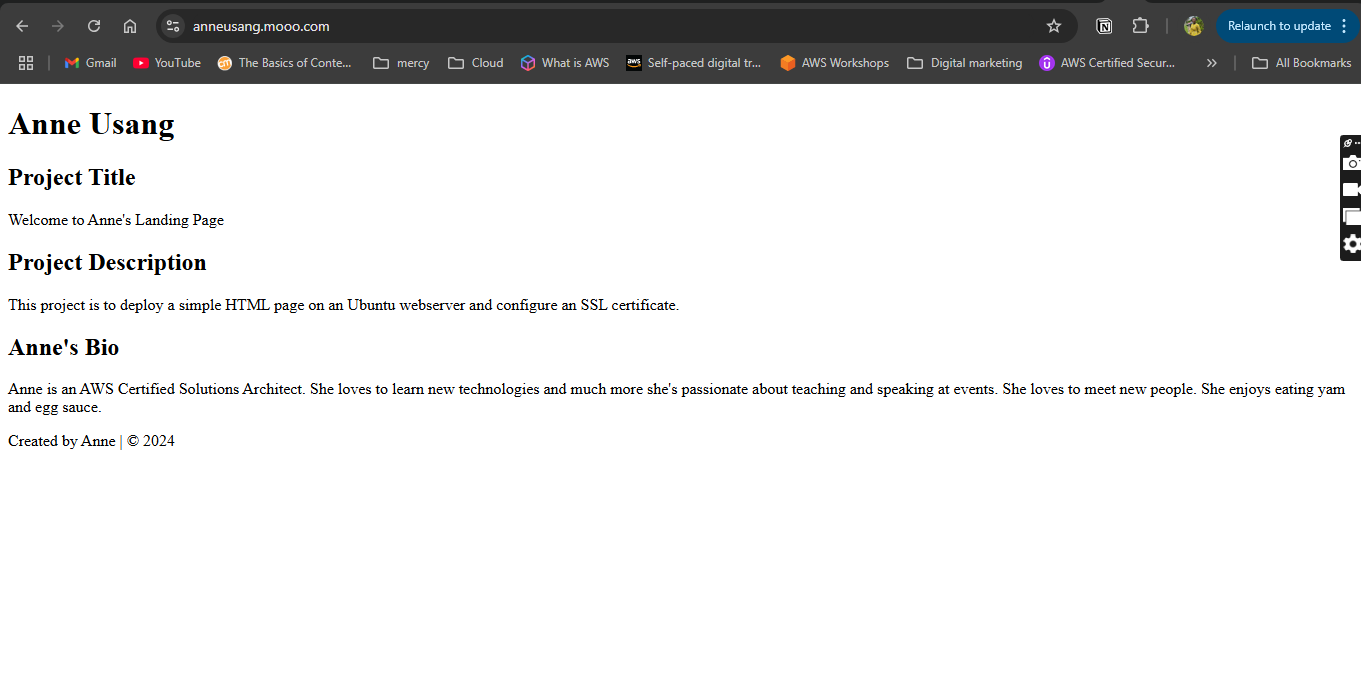 anneusang.mooo.com
Relaunch to update
Gmail
YouTube
The Basics of Conte...
mercy
Cloud
What is AWS
aws
Self-paced digital tr...
AWS Workshops
Digital marketing
AWS Certified Secur...
»
All Bookmarks
Anne Usang
Project Title
Welcome to Anne's Landing Page
Project Description
This project is to deploy a simple HTML page on an Ubuntu webserver and configure an SSL certificate.
Anne's Bio
Anne is an AWS Certified Solutions Architect. She loves to learn new technologies and much more she's passionate about teaching and speaking at events. She loves to meet new people. She enjoys eating yam
and egg sauce.
Created by Anne | © 2024